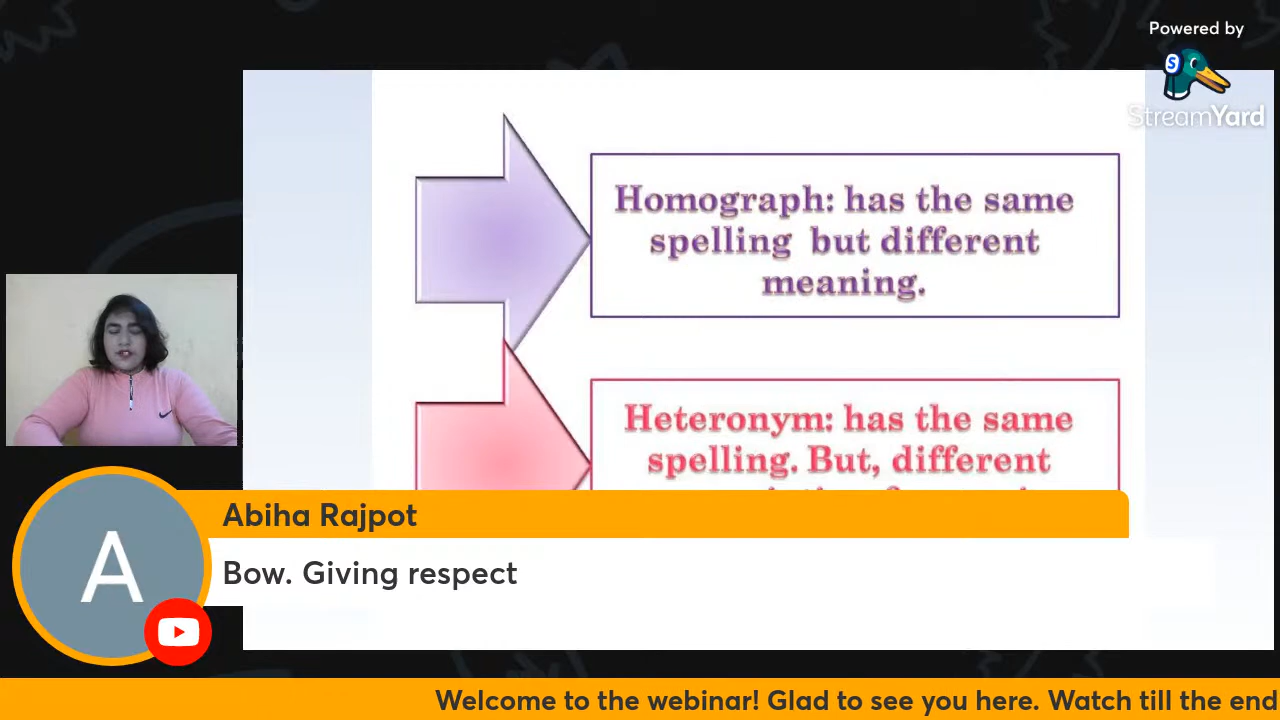 Powered by
StreamYard
Homograph: has the same
spelling but different
meaning.
Heteronym: has the same
spelling. But, different
Abiha Rajpot
A
Bow. Giving respect
Welcome to the webinar! Glad to see you here. Watch till the end